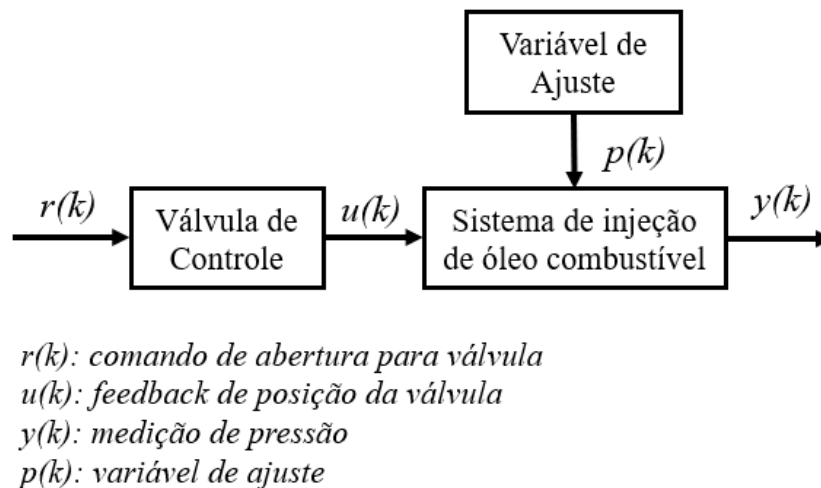 Variável de
Ajuste
p(k)
r(k)
Válvula de
Controle
u(k)
Sistema de injeção
de óleo combustível
y(k)
r(k): comando de abertura para válvula
u(k): feedback de posição da válvula
y(k): medição de pressão
p(k): variável de ajuste